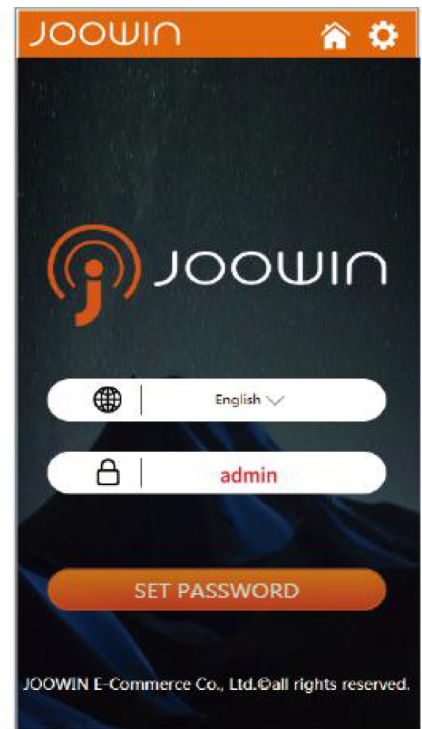 JOOWIN
JOOWIN
English
admin
SET PASSWORD
JOOWIN E-Commerce Co., Ltd.©all rights reserved.